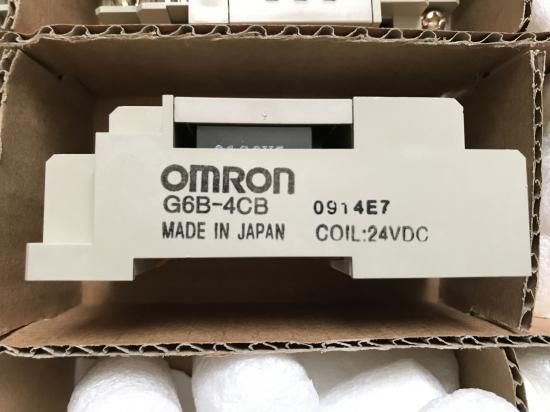 omron
G6B-4CB 0914E7
MADE IN JAPAN COIL:24VDC